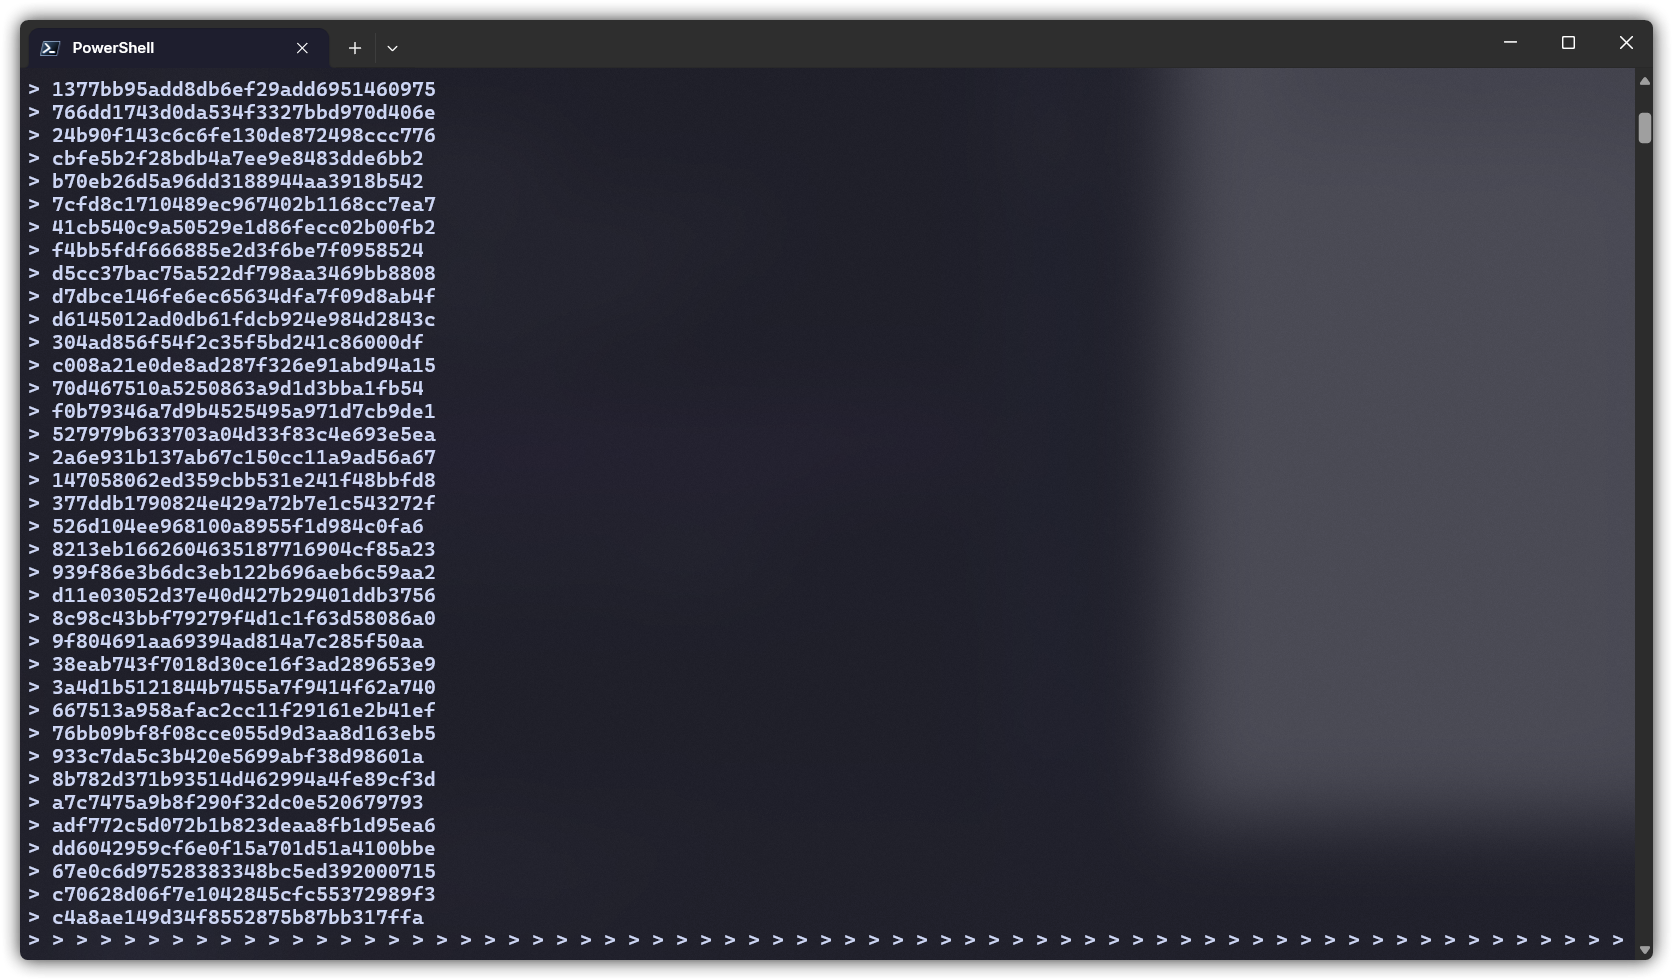 PowerShell
> 1377bb95add8db6ef29add6951460975
> 766dd1743d0da534f3327bbd970d406e
> 24b90f143c6c6fe130de872498ccc776
> cbfe5b2f28bdb4a7ee9e8483dde6bb2
> b70eb26d5a96dd3188944aa3918b542
> 7cfd8c1710489ec967402b1168cc7ea7
> 41cb540c9a50529e1d86fecc02b00fb2
> f4bb5fdf666885e2d3f6be7f0958524
> d5cc37bac75a522df798aa3469bb8808
> d7dbce146fe6ec65634dfa7f09d8ab4f
> d6145012ad0db61fdcb924e984d2843c
> 304ad856f54f2c35f5bd241c86000df
> c008a21e0de8ad287f326e91abd94a15
> 70d467510a5250863a9d1d3bba1fb54
> f0b79346a7d9b4525495a971d7cb9de1
> 527979b633703a04d33f83c4e693e5ea
> 2a6e931b137ab67c150cc11a9ad56a67
> 147058062ed359cbb531e241f48bbfd8
> 377ddb1790824e429a72b7e1c543272f
> 526d104ee968100a8955f1d984c0fa6
> 8213eb1662604635187716904cf85a23
> 939f86e3b6dc3eb122b696aeb6c59aa2
> d11e03052d37e40d427b29401ddb3756
> 8c98c43bbf79279f4d1c1f63d58086a0
> 9f804691aa69394ad814a7c285f50aa
> 38eab743f7018d30ce16f3ad289653e9
> 3a4d1b5121844b7455a7f9414f62a740
> 667513a958afac2cc11f29161e2b41ef
> 76bb09bf8f08cce055d9d3aa8d163eb5
> 933c7da5c3b420e5699abf38d98601a
> 8b782d371b93514d462994a4fe89cf3d
> a7c7475a9b8f290f32dc0e520679793
> adf772c5d072b1b823deaa8fb1d95ea6
> dd6042959cf6e0f15a701d51a4100bbe
> 67e0c6d97528383348bc5ed392000715
> c70628d06f7e1042845cfc55372989f3
> c4a8ae149d34f8552875b87bb317ffa
> > > > > > > > > > > > > > > > > > > > > > > > > > > > > > > > > > > > > > > > > > > > > > > > > > > > > > > > > > > > > > > > > > >